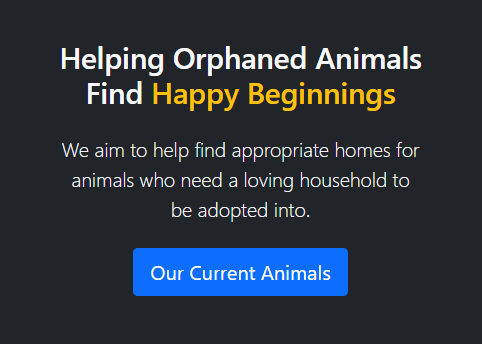 Helping Orphaned Animals
Find Happy Beginnings
We aim to help find appropriate homes for
animals who need a loving household to
be adopted into.
Our Current Animals